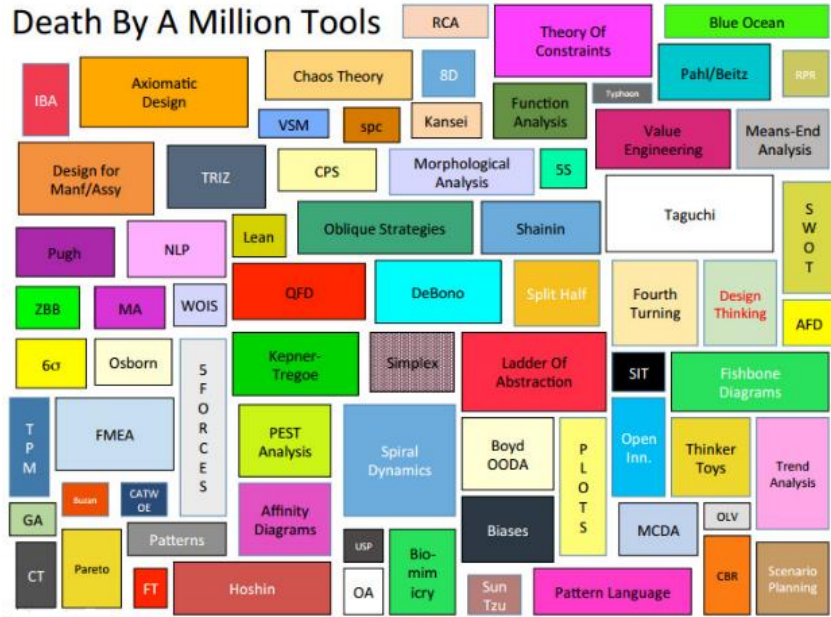 Death By A Million Tools
RCA
Theory Of
Constraints
Blue Ocean
IBA
Axiomatic
Design
Chaos Theory
8D
Pahl/Beitz
RPR
Typhoon
VSM
spc
Kansei
Function
Analysis
Value
Engineering
Means-End
Analysis
Design for
Manf/Assy
TRIZ
CPS
Morphological
Analysis
5S
Taguchi
S
W
O
T
Pugh
NLP
Lean
Oblique Strategies
Shainin
ZBB
MA
WOIS
QFD
DeBono
Split Half
Fourth
Turning
Design
Thinking
AFD
6σ
Osborn
5
F
O
R
C
E
S
Kepner-
Tregoe
Simplex
Ladder Of
Abstraction
SIT
Fishbone
Diagrams
T
P
M
FMEA
PEST
Analysis
Spiral
Dynamics
Boyd
OODA
P
L
O
T
S
Open
Inn.
Thinker
Toys
Trend
Analysis
Buzan
CATW
OE
GA
Affinity
Diagrams
Biases
MCDA
OLV
Patterns
USP
Bio-
mim
icry
CT
Pareto
FT
Hoshin
OA
Sun
Tzu
Pattern Language
CBR
Scenario
Planning